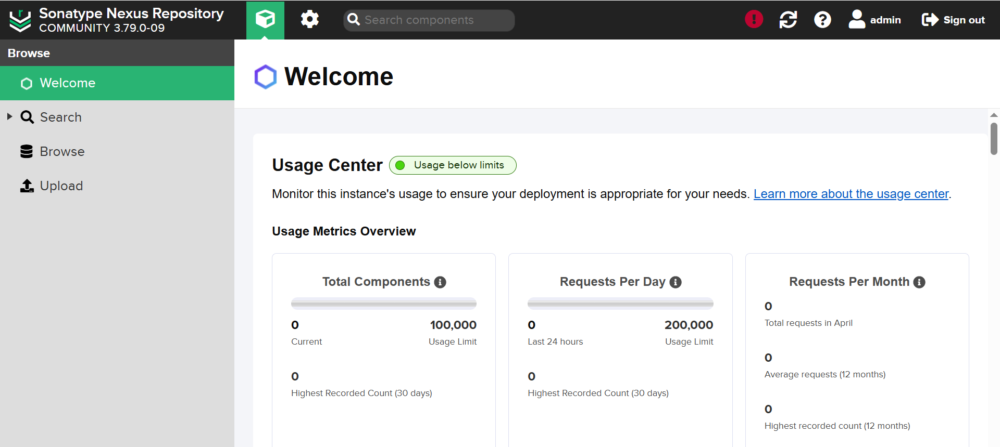 Sonatype Nexus Repository
COMMUNITY 3.79.0-09
Search components
admin
Sign out
Browse
Welcome
Search
Browse
Upload
Welcome
Usage Center
Usage below limits
Monitor this instance's usage to ensure your deployment is appropriate for your needs. Learn more about the usage center.
Usage Metrics Overview
Total Components
0
100,000
Current
Usage Limit
0
Highest Recorded Count (30 days)
Requests Per Day
0
200,000
Last 24 hours
Usage Limit
0
Highest Recorded Count (30 days)
Requests Per Month
0
Total requests in April
0
Average requests (12 months)
0
Highest recorded count (12 months)